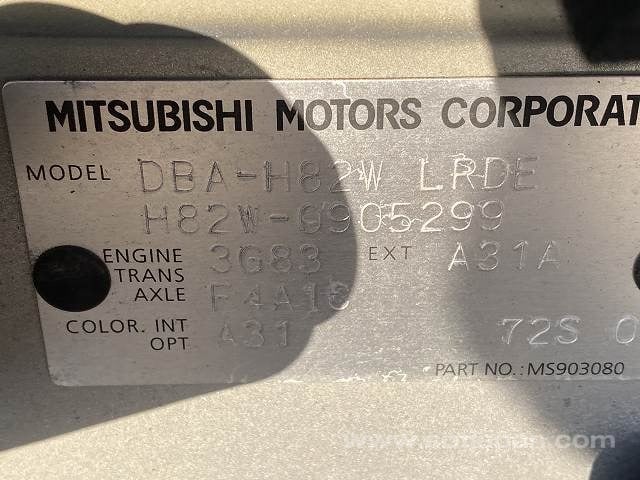 MITSUBISHI MOTORS CORPORAT
MODEL DBA-H82W LRDE
H82W-0905299
ENGINE 3G83 EXT A31A
TRANS
AXLE F4A10
COLOR. INT A31 72S 0
OPT
PART NO.: MS903080